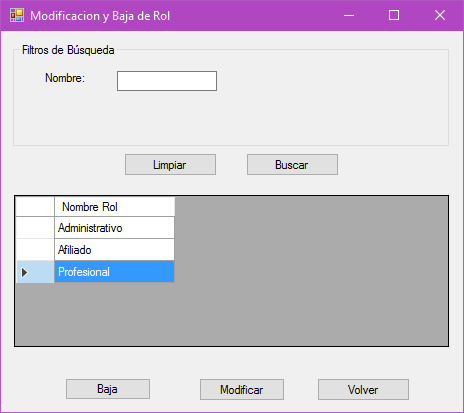 Modificacion y Baja de Rol
Filtros de Búsqueda
Nombre:
Limpiar
Buscar
Nombre Rol
Administrativo
Afiliado
Profesional
Baja
Modificar
Volver